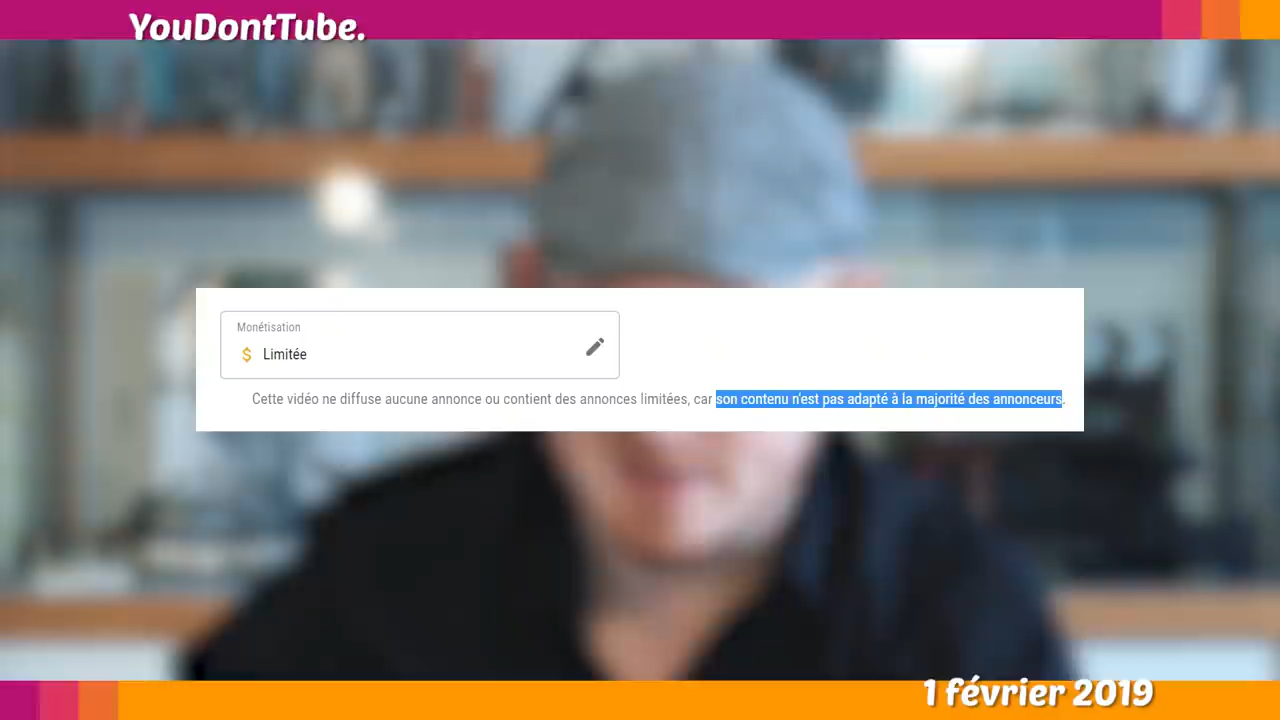 YouDontTube.
Monétisation
$ Limitée
Cette vidéo ne diffuse aucune annonce ou contient des annonces limitées, car son contenu n'est pas adapté à la majorité des annonceurs.
1 février 2019